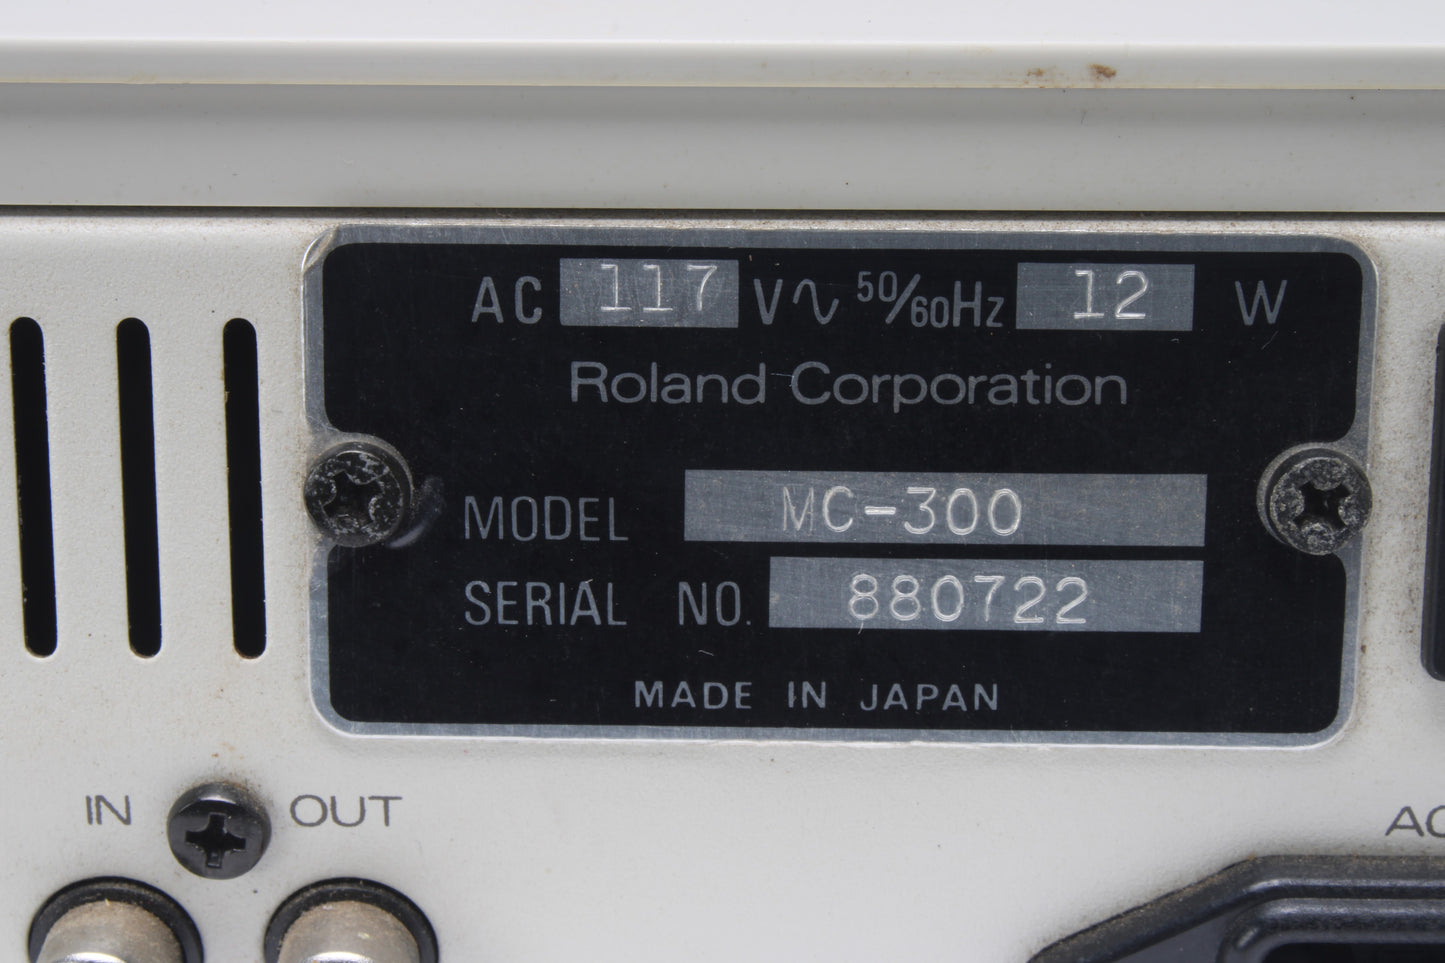 AC 117 V∿ 50/60Hz 12 W
Roland Corporation
MODEL MC-300
SERIAL NO. 880722
MADE IN JAPAN
IN OUT
AC